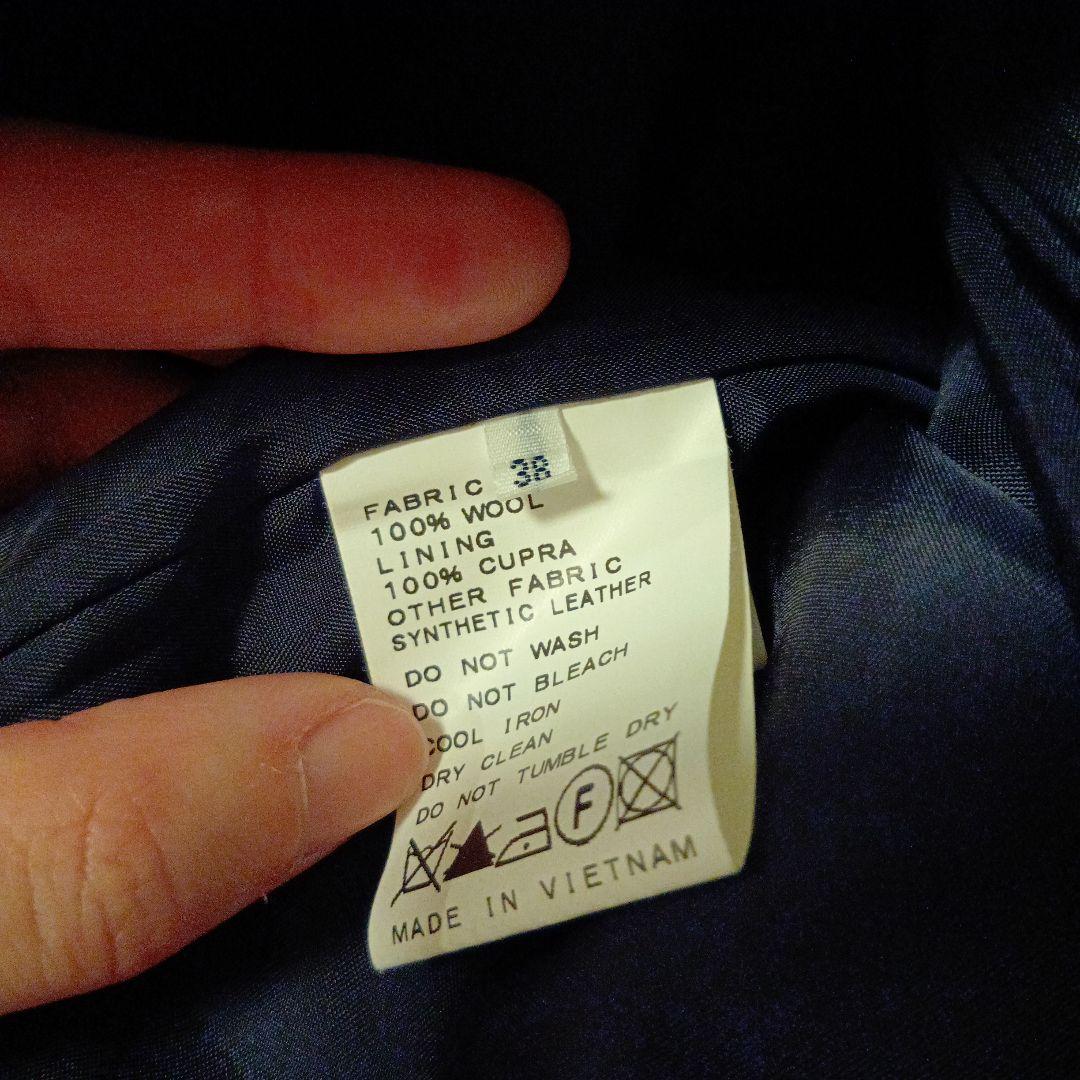 38
FABRIC
100% WOOL
LINING
100% CUPRA
OTHER FABRIC
SYNTHETIC LEATHER
DO NOT WASH
DO NOT BLEACH
COOL IRON
DRY CLEAN
DO NOT TUMBLE DRY
F
MADE IN VIETNAM